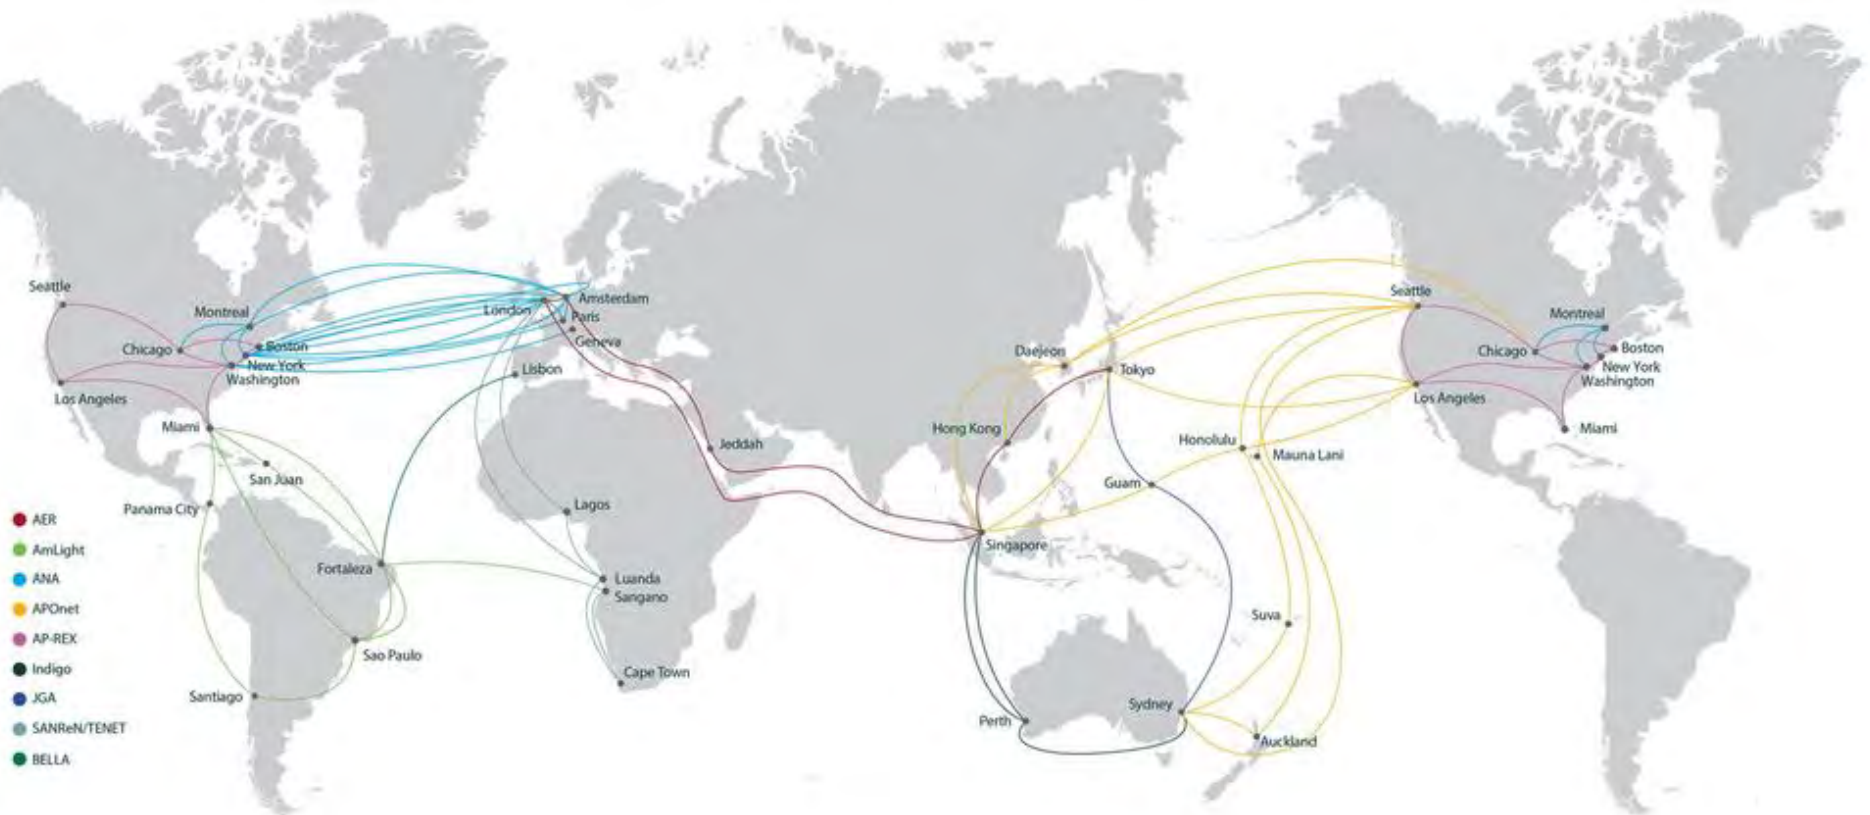 Seattle
Montreal
Chicago
Boston
New York
Washington
Los Angeles
Miami
San Juan
Panama City
Fortaleza
Sao Paulo
Santiago
London
Amsterdam
Paris
Geneva
Lisbon
Jeddah
Lagos
Luanda
Sangano
Cape Town
Daejeon
Tokyo
Hong Kong
Guam
Singapore
Honolulu
Mauna Lani
Suva
Perth
Sydney
Auckland
Seattle
Montreal
Chicago
Boston
New York
Washington
Los Angeles
Miami
AER
AmLight
ANA
APOnet
AP-REX
Indigo
JGA
SANReN/TENET
BELLA